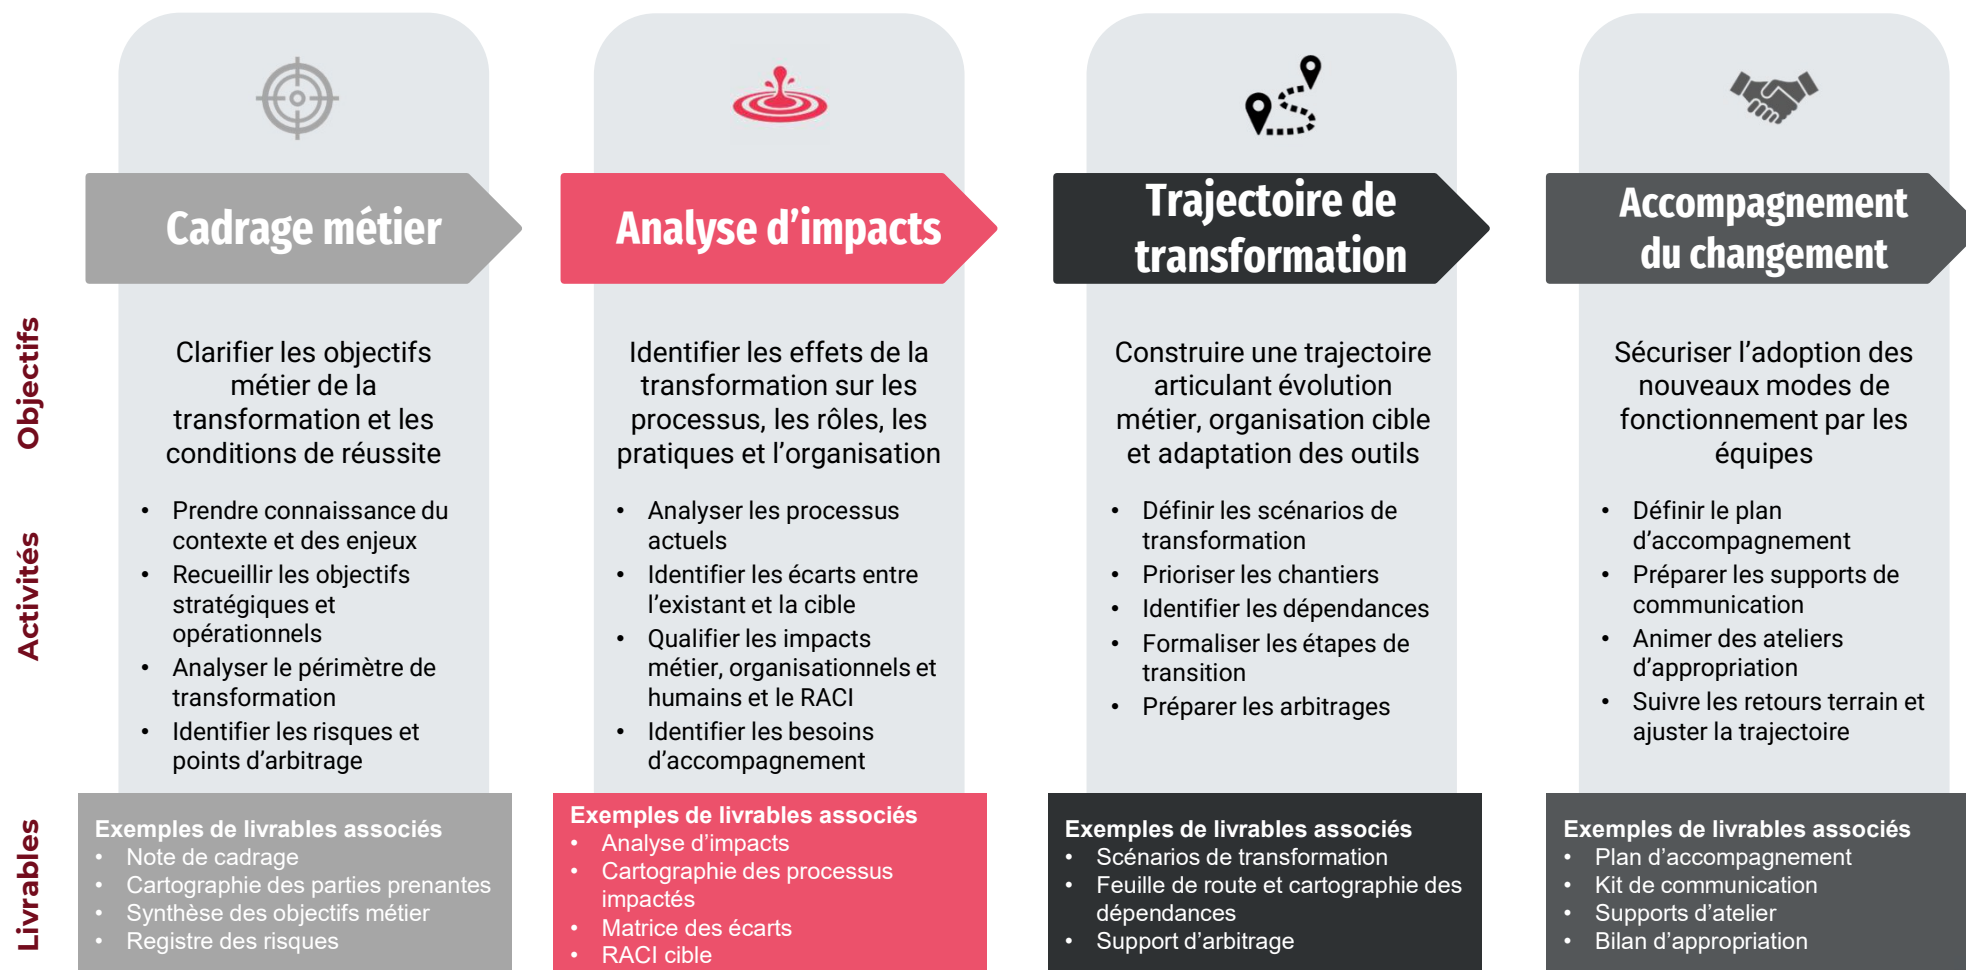 Cadrage métier
Analyse d’impacts
Trajectoire de
transformation
Accompagnement
du changement
Objectifs
Clarifier les objectifs
métier de la
transformation et les
conditions de réussite
Identifier les effets de la
transformation sur les
processus, les rôles, les
pratiques et l’organisation
Construire une trajectoire
articulant évolution
métier, organisation cible
et adaptation des outils
Sécuriser l’adoption des
nouveaux modes de
fonctionnement par les
équipes
Activités
• Prendre connaissance du
contexte et des enjeux
• Recueillir les objectifs
stratégiques et
opérationnels
• Analyser le périmètre de
transformation
• Identifier les risques et
points d’arbitrage
• Analyser les processus
actuels
• Identifier les écarts entre
l’existant et la cible
• Qualifier les impacts
métier, organisationnels et
humains et le RACI
• Identifier les besoins
d’accompagnement
• Définir les scénarios de
transformation
• Prioriser les chantiers
• Identifier les dépendances
• Formaliser les étapes de
transition
• Préparer les arbitrages
• Définir le plan
d’accompagnement
• Préparer les supports de
communication
• Animer des ateliers
d’appropriation
• Suivre les retours terrain et
ajuster la trajectoire
Livrables
Exemples de livrables associés
• Note de cadrage
• Cartographie des parties prenantes
• Synthèse des objectifs métier
• Registre des risques
Exemples de livrables associés
• Analyse d’impacts
• Cartographie des processus
impactés
• Matrice des écarts
• RACI cible
Exemples de livrables associés
• Scénarios de transformation
• Feuille de route et cartographie des
dépendances
• Support d’arbitrage
Exemples de livrables associés
• Plan d’accompagnement
• Kit de communication
• Supports d’atelier
• Bilan d’appropriation